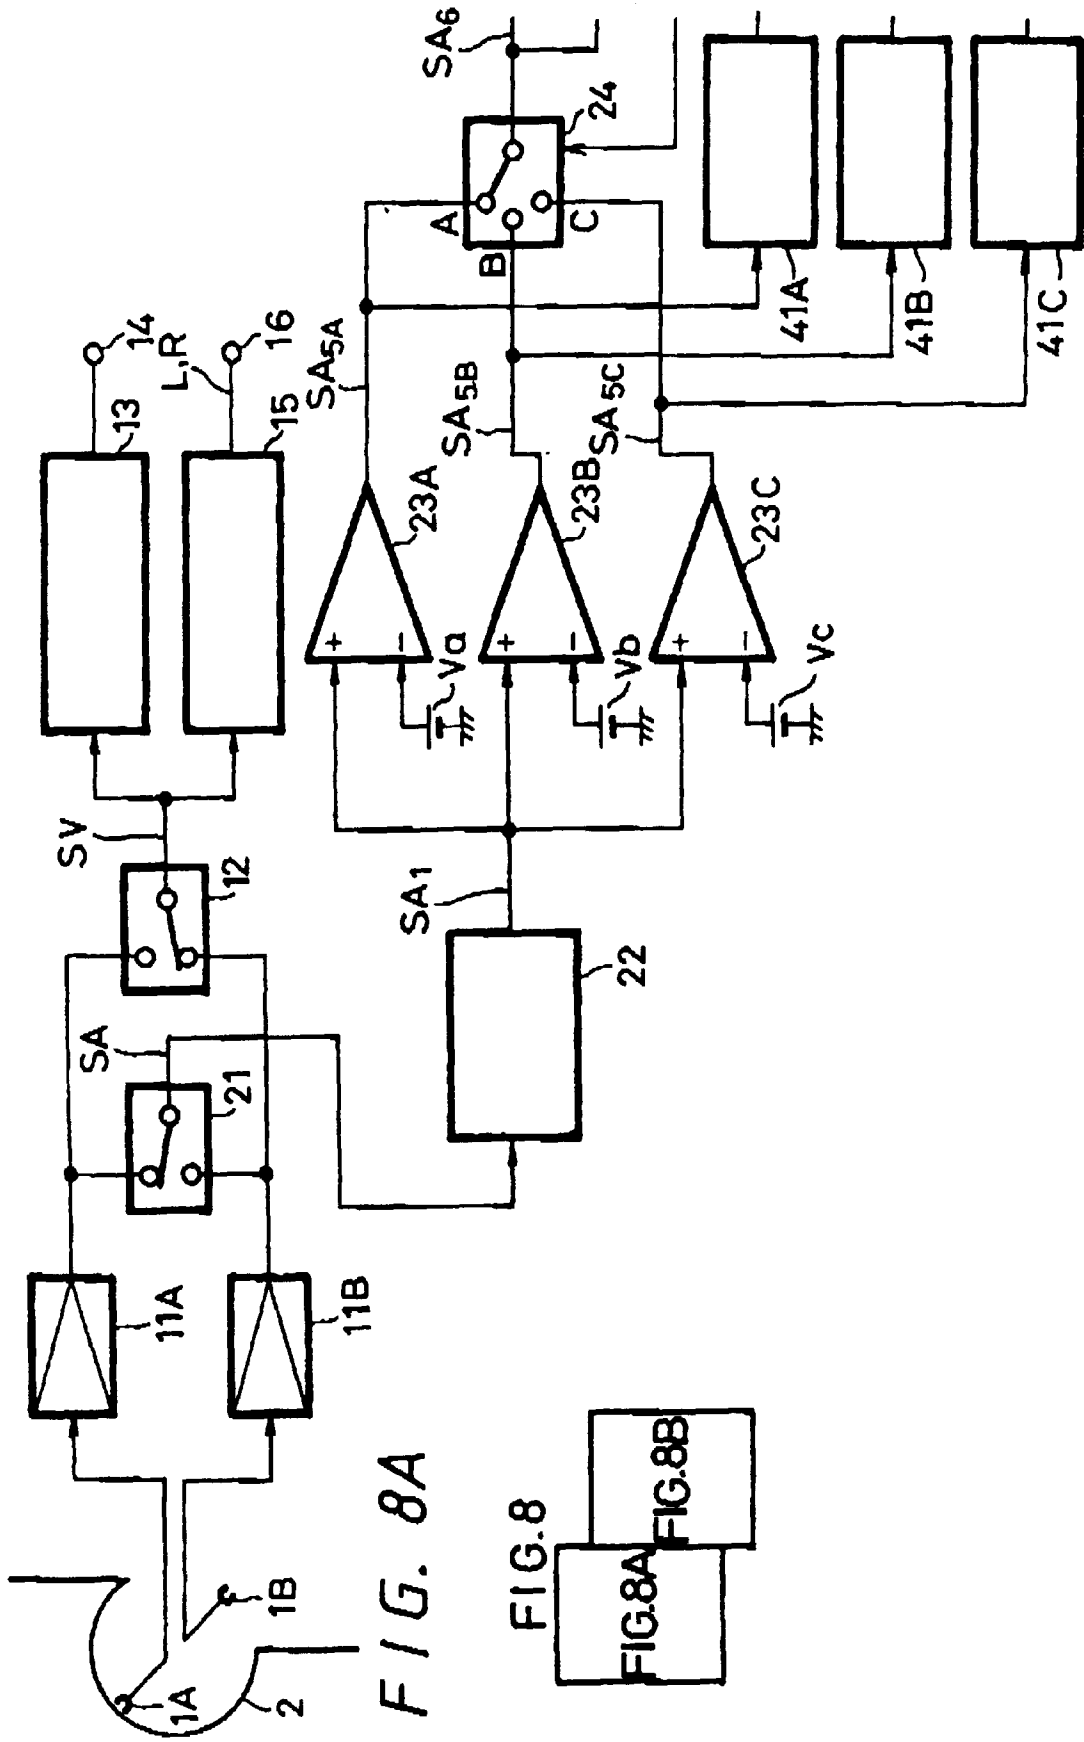 FIG. 8A
1A
1B
2
11A
11B
SA
21
SV
12
13
14
L,R
15
16
22
SA1
+
−
Va
23A
SA5A
+
−
Vb
23B
SA5B
+
−
Vc
23C
SA5C
A
B
C
24
SA6
41A
41B
41C
FIG. 8
FIG.8A
FIG.8B